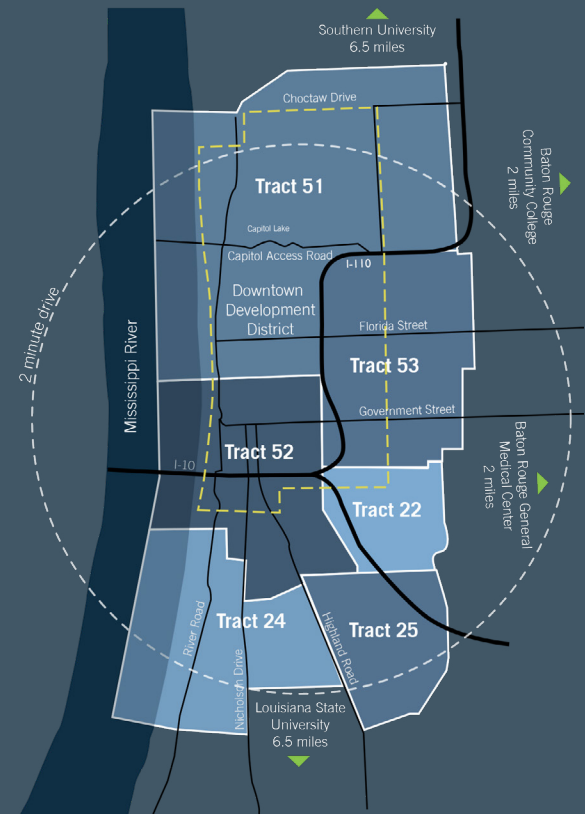 Southern University
6.5 miles
Choctaw Drive
Baton Rouge
Community College
2 miles
Tract 51
Capitol Lake
Capitol Access Road
I-110
Downtown
Development
District
2 minute drive
Mississippi River
Florida Street
Tract 53
Government Street
Tract 52
I-10
Baton Rouge General
Medical Center
2 miles
Tract 22
River Road
Tract 24
Nicholson Drive
Highland Road
Tract 25
Louisiana State
University
6.5 miles